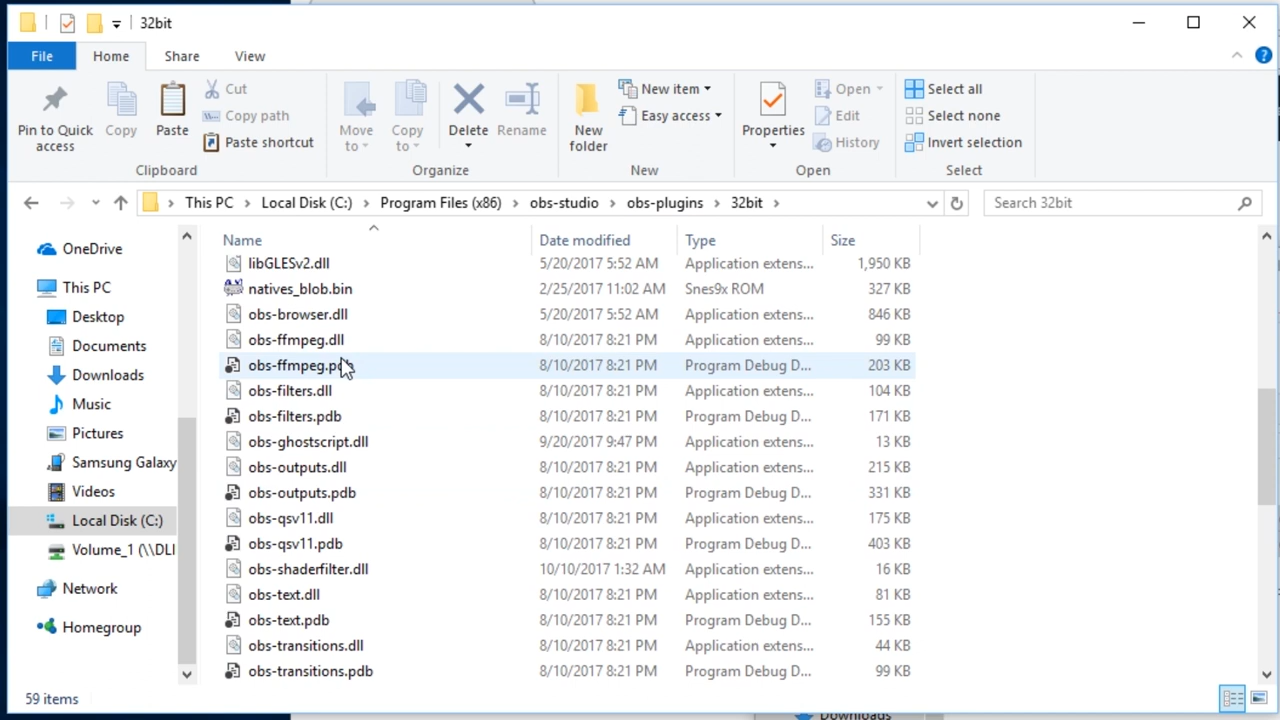 32bit
File Home Share View
Pin to Quick access
Copy
Paste
Cut
Copy path
Paste shortcut
Clipboard
Move to
Copy to
Delete
Rename
Organize
New folder
New item
Easy access
New
Properties
Open
Edit
History
Open
Select all
Select none
Invert selection
Select
This PC Local Disk (C:) Program Files (x86) obs-studio obs-plugins 32bit
Search 32bit
OneDrive
This PC
Desktop
Documents
Downloads
Music
Pictures
Samsung Galaxy
Videos
Local Disk (C:)
Volume_1 (\\DLI
Network
Homegroup
Name Date modified Type Size
libGLESv2.dll 5/20/2017 5:52 AM Application extens... 1,950 KB
natives_blob.bin 2/25/2017 11:02 AM Snes9x ROM 327 KB
obs-browser.dll 5/20/2017 5:52 AM Application extens... 846 KB
obs-ffmpeg.dll 8/10/2017 8:21 PM Application extens... 99 KB
obs-ffmpeg.pdb 8/10/2017 8:21 PM Program Debug D... 203 KB
obs-filters.dll 8/10/2017 8:21 PM Application extens... 104 KB
obs-filters.pdb 8/10/2017 8:21 PM Program Debug D... 171 KB
obs-ghostscript.dll 9/20/2017 9:47 PM Application extens... 13 KB
obs-outputs.dll 8/10/2017 8:21 PM Application extens... 215 KB
obs-outputs.pdb 8/10/2017 8:21 PM Program Debug D... 331 KB
obs-qsv11.dll 8/10/2017 8:21 PM Application extens... 175 KB
obs-qsv11.pdb 8/10/2017 8:21 PM Program Debug D... 403 KB
obs-shaderfilter.dll 10/10/2017 1:32 AM Application extens... 16 KB
obs-text.dll 8/10/2017 8:21 PM Application extens... 81 KB
obs-text.pdb 8/10/2017 8:21 PM Program Debug D... 155 KB
obs-transitions.dll 8/10/2017 8:21 PM Application extens... 44 KB
obs-transitions.pdb 8/10/2017 8:21 PM Program Debug D... 99 KB
59 items
Downloads